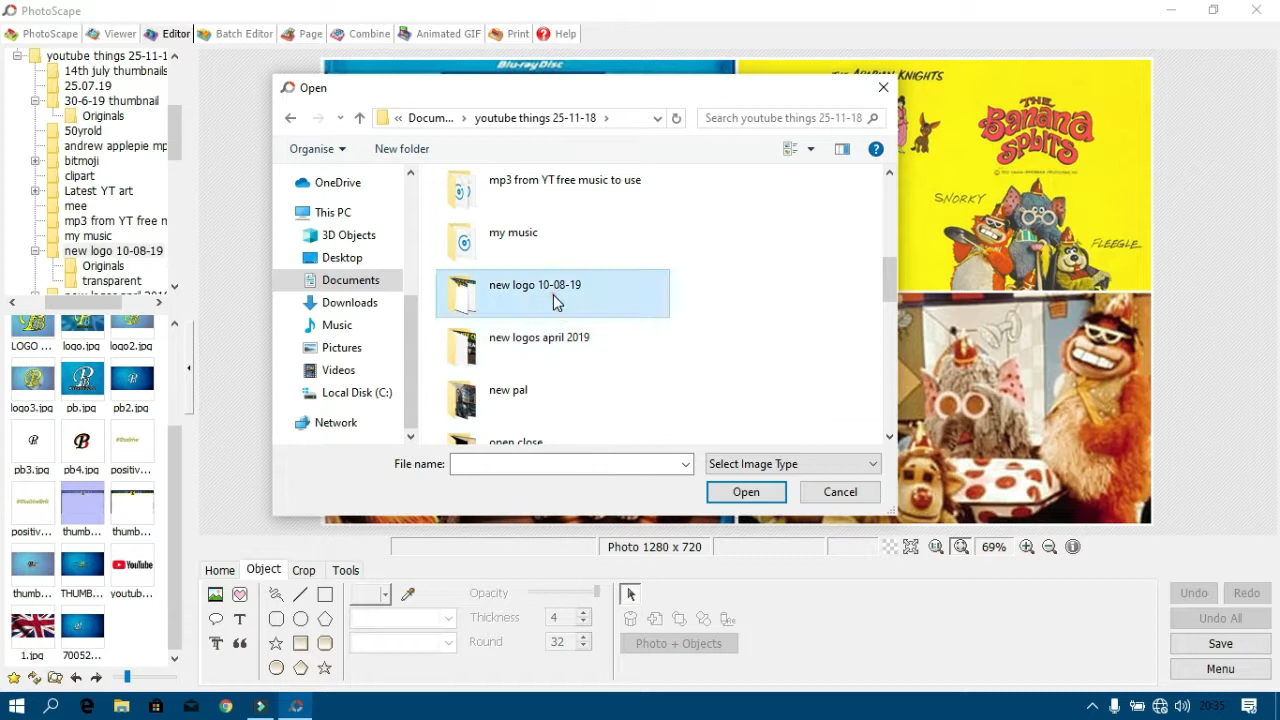 PhotoScape
PhotoScape
Viewer
Editor
Batch Editor
Page
Combine
Animated GIF
Print
Help
youtube things 25-11-1
14th july thumbnails
25.07.19
30-6-19 thumbnail
Originals
50yrold
andrew applepie mp
bitmoji
clipart
Latest YT art
mee
mp3 from YT free m
my music
new logo 10-08-19
Originals
transparent
LOGO ...
logo.jpg
logo2.jpg
logo3.jpg
pb.jpg
pb2.jpg
pb3.jpg
pb4.jpg
positiv...
positiv...
thumb...
thumb...
thumb...
THUMB...
youtub...
YouTube
1.jpg
70052...
Blu-ray Disc
KNIGHTS
THE
BANANA
SPLITS
SNORKY
FLEEGLE
Open
« Docum... › youtube things 25-11-18 ›
Search youtube things 25-11-18
Organise
New folder
OneDrive
This PC
3D Objects
Desktop
Documents
Downloads
Music
Pictures
Videos
Local Disk (C:)
Network
mp3 from YT free music to use
my music
new logo 10-08-19
new logos april 2019
new pal
open close
File name:
Select Image Type
Open
Cancel
Photo 1280 x 720
69%
Home
Object
Crop
Tools
Opacity
Thickness
4
Round
32
Photo + Objects
Undo
Redo
Undo All
Save
Menu
20:35